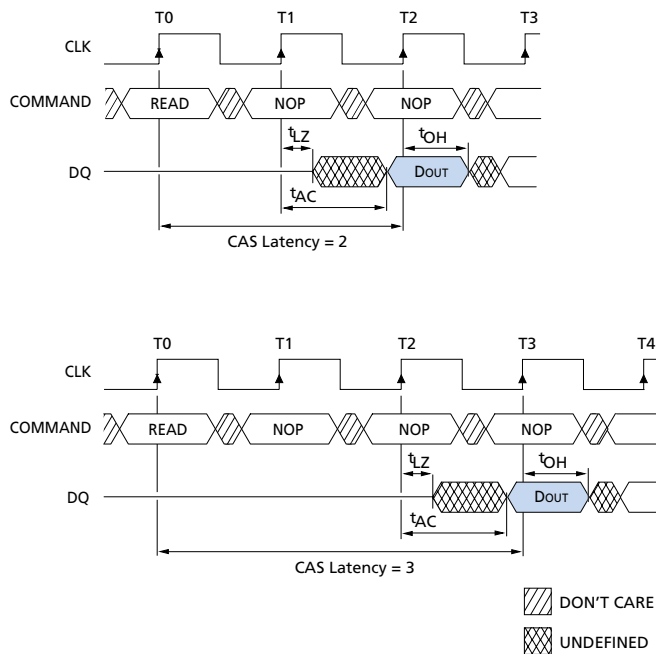 T0 T1 T2 T3
CLK
COMMAND READ NOP NOP
tLZ tOH
DQ DOUT
tAC
CAS Latency = 2
T0 T1 T2 T3 T4
CLK
COMMAND READ NOP NOP NOP
tLZ tOH
DQ DOUT
tAC
CAS Latency = 3
DON'T CARE
UNDEFINED